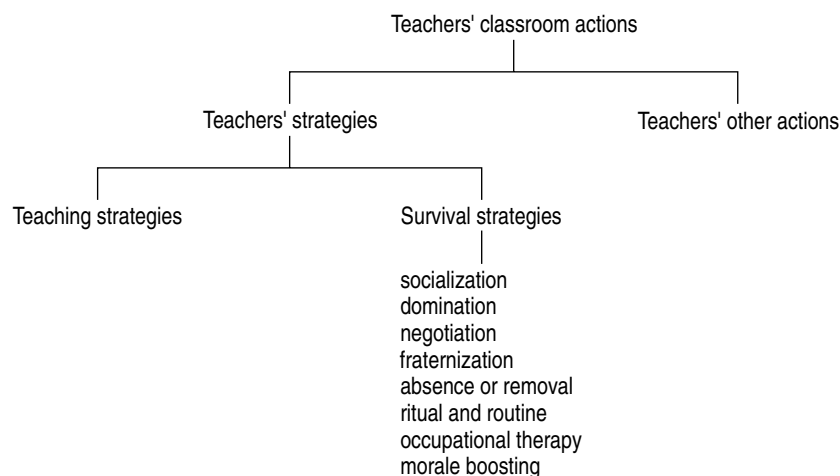 Teachers' classroom actions
Teachers' strategies
Teachers' other actions
Teaching strategies
Survival strategies
socialization
domination
negotiation
fraternization
absence or removal
ritual and routine
occupational therapy
morale boosting